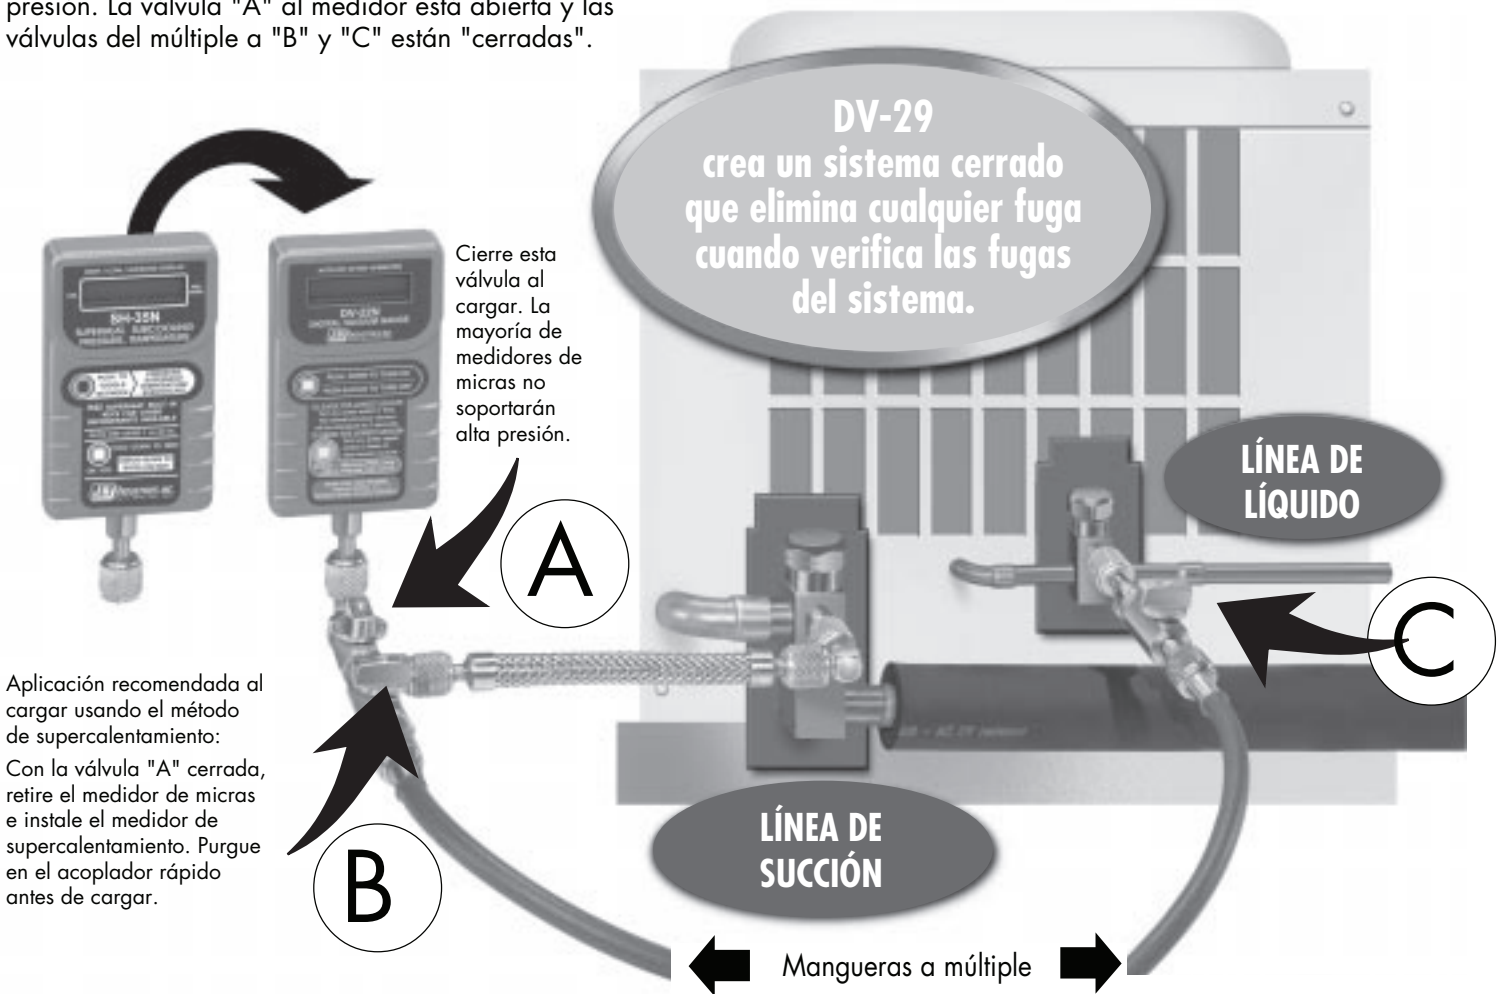 presión. La válvula "A" al medidor está abierta y las
válvulas del múltiple a "B" y "C" están "cerradas".
DV-29
crea un sistema cerrado
que elimina cualquier fuga
cuando verifica las fugas
del sistema.
Cierre esta
válvula al
cargar. La
mayoría de
medidores de
micras no
soportarán
alta presión.
SH-35N
DV-22N
A
LÍNEA DE
LÍQUIDO
C
Aplicación recomendada al
cargar usando el método
de supercalentamiento:
Con la válvula "A" cerrada,
retire el medidor de micras
e instale el medidor de
supercalentamiento. Purgue
en el acoplador rápido
antes de cargar.
B
LÍNEA DE
SUCCIÓN
Mangueras a múltiple